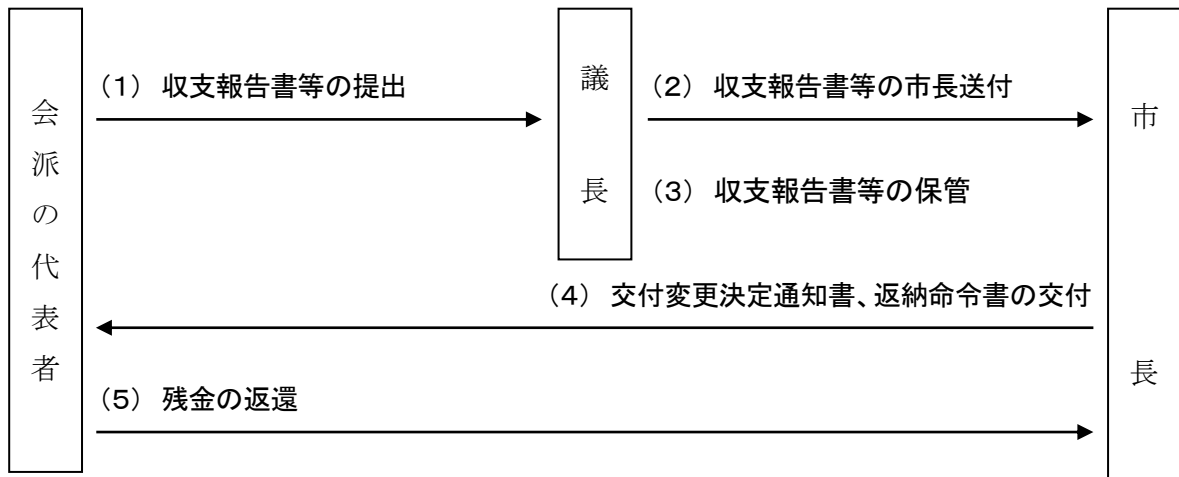 会派の代表者
(1) 収支報告書等の提出
議長
(2) 収支報告書等の市長送付
(3) 収支報告書等の保管
市長
(4) 交付変更決定通知書、返納命令書の交付
(5) 残金の返還